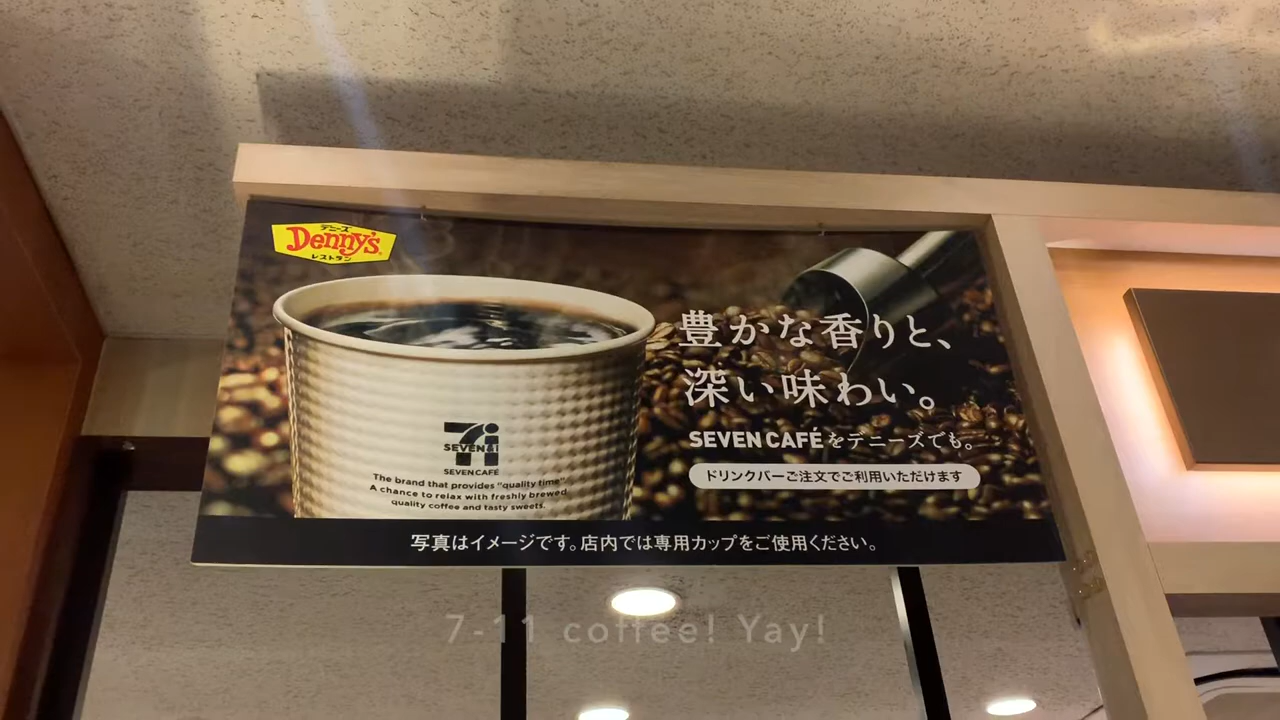 デニーズ
Denny's
レストラン
豊かな香りと、
深い味わい。
SEVEN CAFÉをデニーズでも。
ドリンクバーご注文でご利用いただけます
7i
SEVEN&i
SEVEN CAFÉ
The brand that provides "quality time"
A chance to relax with freshly brewed
quality coffee and tasty sweets.
写真はイメージです。店内では専用カップをご使用ください。
7-11 coffee! Yay!